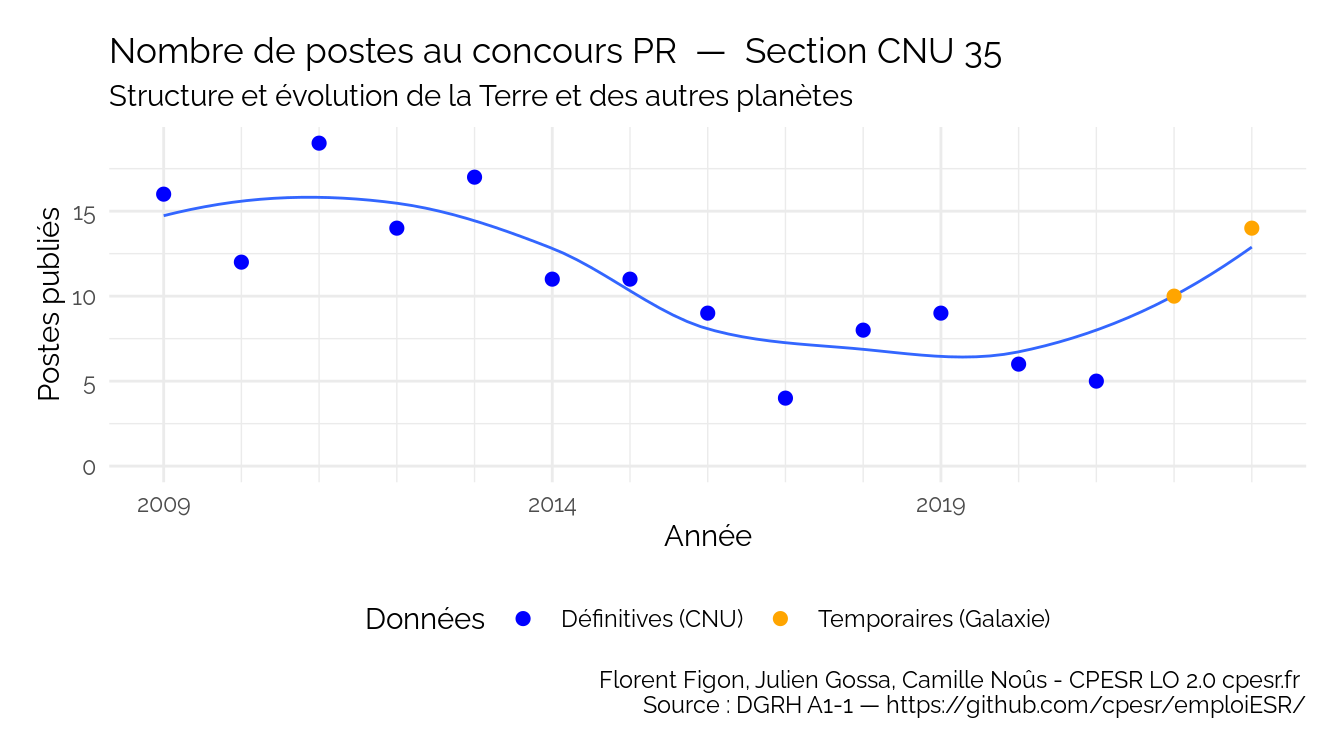 Nombre de postes au concours PR — Section CNU 35
Structure et évolution de la Terre et des autres planètes
Postes publiés
15
10
5
0
2009
2014
2019
Année
Données
Définitives (CNU)
Temporaires (Galaxie)
Florent Figon, Julien Gossa, Camille Noûs - CPESR LO 2.0 cpesr.fr
Source : DGRH A1-1 — https://github.com/cpesr/emploiESR/